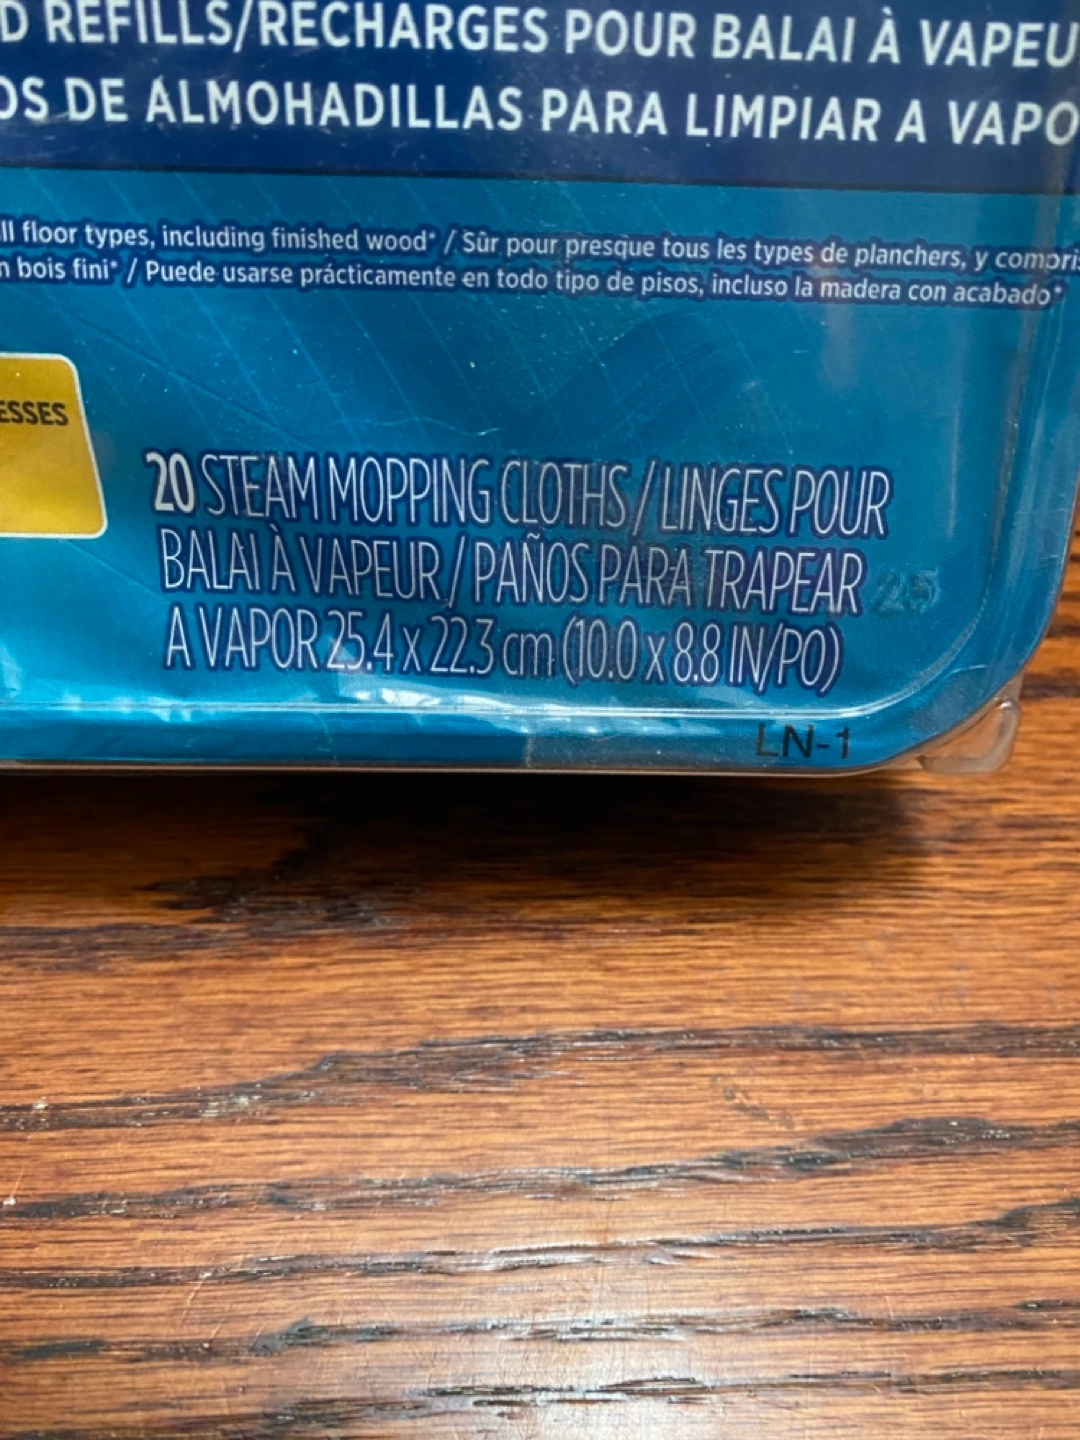 D REFILLS/RECHARGES POUR BALAI À VAPEU
OS DE ALMOHADILLAS PARA LIMPIAR A VAPO
ll floor types, including finished wood* / Sûr pour presque tous les types de planchers, y compris
n bois fini* / Puede usarse prácticamente en todo tipo de pisos, incluso la madera con acabado*
ESSES
20 STEAM MOPPING CLOTHS / LINGES POUR
BALAI À VAPEUR / PAÑOS PARA TRAPEAR
A VAPOR 25.4 x 22.3 cm (10.0 x 8.8 IN/PO)
25
LN-1